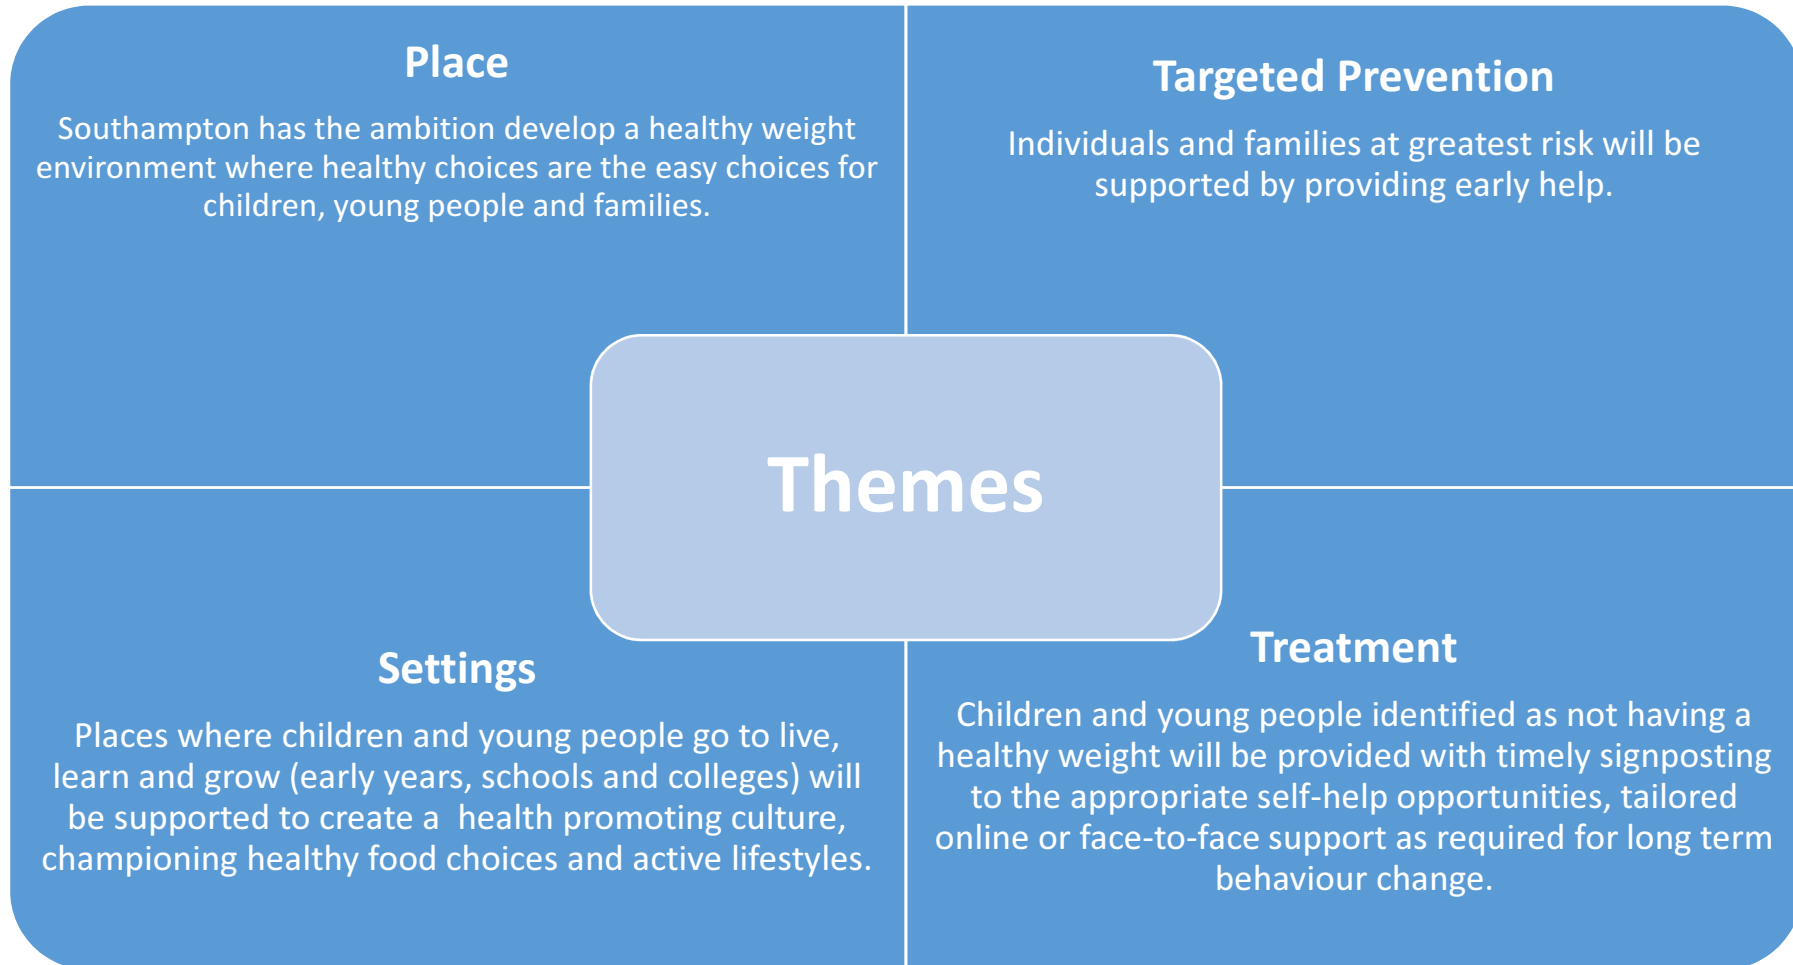 Place
Southampton has the ambition develop a healthy weight
environment where healthy choices are the easy choices for
children, young people and families.
Targeted Prevention
Individuals and families at greatest risk will be
supported by providing early help.
Themes
Settings
Places where children and young people go to live,
learn and grow (early years, schools and colleges) will
be supported to create a  health promoting culture,
championing healthy food choices and active lifestyles.
Treatment
Children and young people identified as not having a
healthy weight will be provided with timely signposting
to the appropriate self-help opportunities, tailored
online or face-to-face support as required for long term
behaviour change.